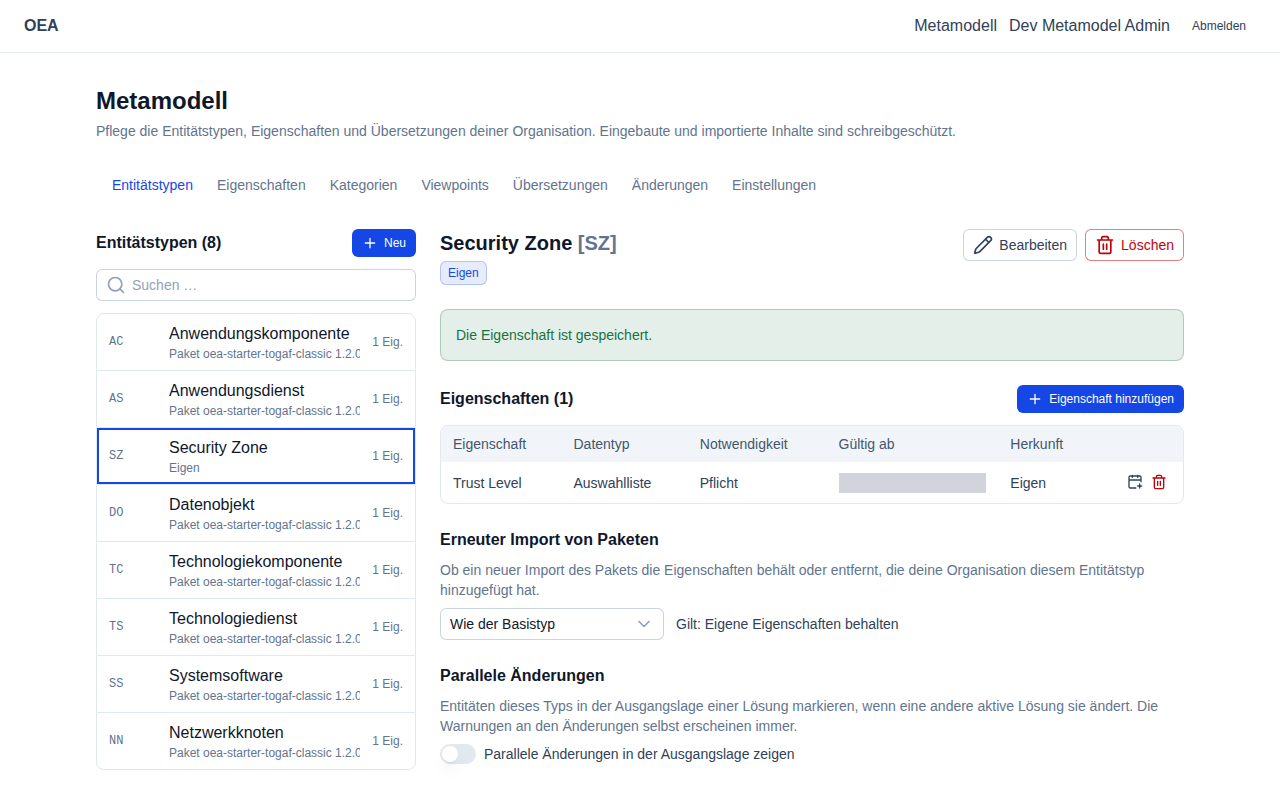 OEA
Metamodell Dev Metamodel Admin Abmelden
Metamodell
Pflege die Entitätstypen, Eigenschaften und Übersetzungen deiner Organisation. Eingebaute und importierte Inhalte sind schreibgeschützt.
Entitätstypen Eigenschaften Kategorien Viewpoints Übersetzungen Änderungen Einstellungen
Entitätstypen (8)
Neu
Suchen …
AC Anwendungskomponente 1 Eig.
Paket oea-starter-togaf-classic 1.2.0
AS Anwendungsdienst 1 Eig.
Paket oea-starter-togaf-classic 1.2.0
SZ Security Zone 1 Eig.
Eigen
DO Datenobjekt 1 Eig.
Paket oea-starter-togaf-classic 1.2.0
TC Technologiekomponente 1 Eig.
Paket oea-starter-togaf-classic 1.2.0
TS Technologiedienst 1 Eig.
Paket oea-starter-togaf-classic 1.2.0
SS Systemsoftware 1 Eig.
Paket oea-starter-togaf-classic 1.2.0
NN Netzwerkknoten 1 Eig.
Paket oea-starter-togaf-classic 1.2.0
Security Zone [SZ]
Bearbeiten Löschen
Eigen
Die Eigenschaft ist gespeichert.
Eigenschaften (1)
Eigenschaft hinzufügen
Eigenschaft Datentyp Notwendigkeit Gültig ab Herkunft
Trust Level Auswahlliste Pflicht Eigen
Erneuter Import von Paketen
Ob ein neuer Import des Pakets die Eigenschaften behält oder entfernt, die deine Organisation diesem Entitätstyp
hinzugefügt hat.
Wie der Basistyp Gilt: Eigene Eigenschaften behalten
Parallele Änderungen
Entitäten dieses Typs in der Ausgangslage einer Lösung markieren, wenn eine andere aktive Lösung sie ändert. Die
Warnungen an den Änderungen selbst erscheinen immer.
Parallele Änderungen in der Ausgangslage zeigen